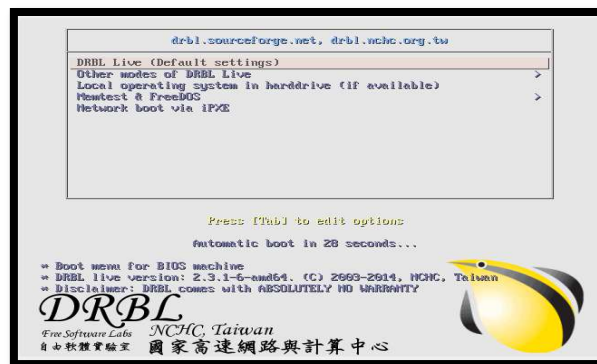 drbl.sourceforge.net, drbl.nchc.org.tw
DRBL Live (Default settings)
Other modes of DRBL Live >
Local operating system in harddrive (if available)
Memtest & FreeDOS >
Network boot via iPXE
Press [Tab] to edit options
Automatic boot in 28 seconds...
* Boot menu for BIOS machine
* DRBL live version: 2.3.1-6-amd64. (C) 2003-2014, NCHC, Taiwan
* Disclaimer: DRBL comes with ABSOLUTELY NO WARRANTY
DRBL
Free Software Labs NCHC, Taiwan
自由軟體實驗室 國家高速網路與計算中心